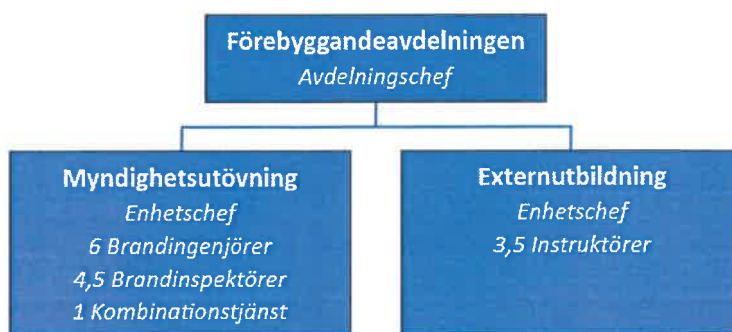 Förebyggandeavdelningen
Avdelningschef
Myndighetsutövning
Enhetschef
6 Brandingenjörer
4,5 Brandinspektörer
1 Kombinationstjänst
Externutbildning
Enhetschef
3,5 Instruktörer